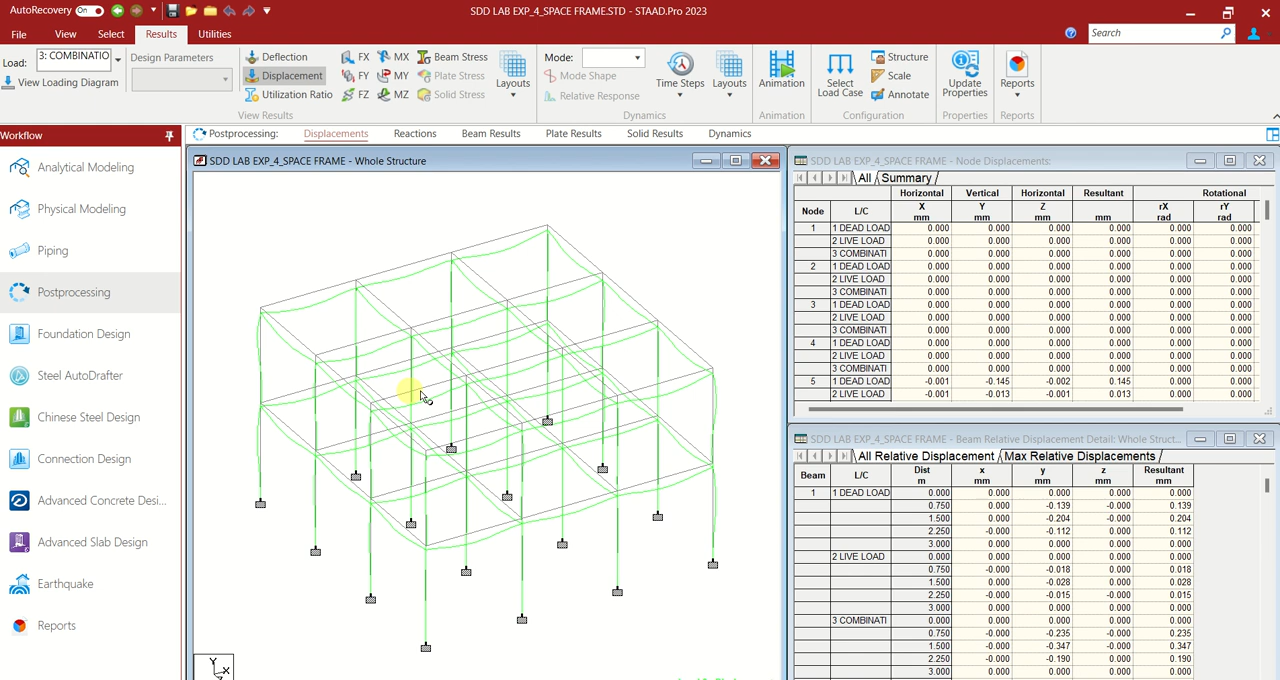 AutoRecovery On
SDD LAB EXP_4_SPACE FRAME.STD - STAAD.Pro 2023
File View Select Results Utilities
Search
Load: 3: COMBINATIO
View Loading Diagram
Design Parameters
Deflection
Displacement
Utilization Ratio
FX MX Beam Stress
FY MY Plate Stress
FZ MZ Solid Stress
Layouts
View Results
Mode:
Mode Shape
Relative Response
Time Steps
Layouts
Dynamics
Animation
Animation
Select
Load Case
Structure
Scale
Annotate
Configuration
Update
Properties
Properties
Reports
Reports
Workflow
Analytical Modeling
Physical Modeling
Piping
Postprocessing
Foundation Design
Steel AutoDrafter
Chinese Steel Design
Connection Design
Advanced Concrete Desi...
Advanced Slab Design
Earthquake
Reports
Postprocessing: Displacements Reactions Beam Results Plate Results Solid Results Dynamics
SDD LAB EXP_4_SPACE FRAME - Whole Structure
Y
X
SDD LAB EXP_4_SPACE FRAME - Node Displacements:
All Summary
Horizontal Vertical Horizontal Resultant Rotational
Node L/C X mm Y mm Z mm mm rX rad rY rad
1 1 DEAD LOAD 0.000 0.000 0.000 0.000 0.000 0.000
2 LIVE LOAD 0.000 0.000 0.000 0.000 0.000 0.000
3 COMBINATI 0.000 0.000 0.000 0.000 0.000 0.000
2 1 DEAD LOAD 0.000 0.000 0.000 0.000 0.000 0.000
2 LIVE LOAD 0.000 0.000 0.000 0.000 0.000 0.000
3 COMBINATI 0.000 0.000 0.000 0.000 0.000 0.000
3 1 DEAD LOAD 0.000 0.000 0.000 0.000 0.000 0.000
2 LIVE LOAD 0.000 0.000 0.000 0.000 0.000 0.000
3 COMBINATI 0.000 0.000 0.000 0.000 0.000 0.000
4 1 DEAD LOAD 0.000 0.000 0.000 0.000 0.000 0.000
2 LIVE LOAD 0.000 0.000 0.000 0.000 0.000 0.000
3 COMBINATI 0.000 0.000 0.000 0.000 0.000 0.000
5 1 DEAD LOAD -0.001 -0.145 -0.002 0.145 0.000 0.000
2 LIVE LOAD -0.001 -0.013 -0.001 0.013 0.000 0.000
SDD LAB EXP_4_SPACE FRAME - Beam Relative Displacement Detail: Whole Struct...
All Relative Displacement Max Relative Displacements
Beam L/C Dist m x mm y mm z mm Resultant mm
1 1 DEAD LOAD 0.000 0.000 0.000 0.000 0.000
0.750 0.000 -0.139 -0.000 0.139
1.500 0.000 -0.204 -0.000 0.204
2.250 0.000 -0.112 -0.000 0.112
3.000 0.000 0.000 0.000 0.000
2 LIVE LOAD 0.000 0.000 0.000 0.000 0.000
0.750 -0.000 -0.018 -0.000 0.018
1.500 0.000 -0.028 -0.000 0.028
2.250 -0.000 -0.015 -0.000 0.015
3.000 0.000 0.000 0.000 0.000
3 COMBINATI 0.000 0.000 0.000 0.000 0.000
0.750 -0.000 -0.235 -0.000 0.235
1.500 -0.000 -0.347 -0.000 0.347
2.250 -0.000 -0.190 -0.000 0.190
3.000 0.000 0.000 0.000 0.000